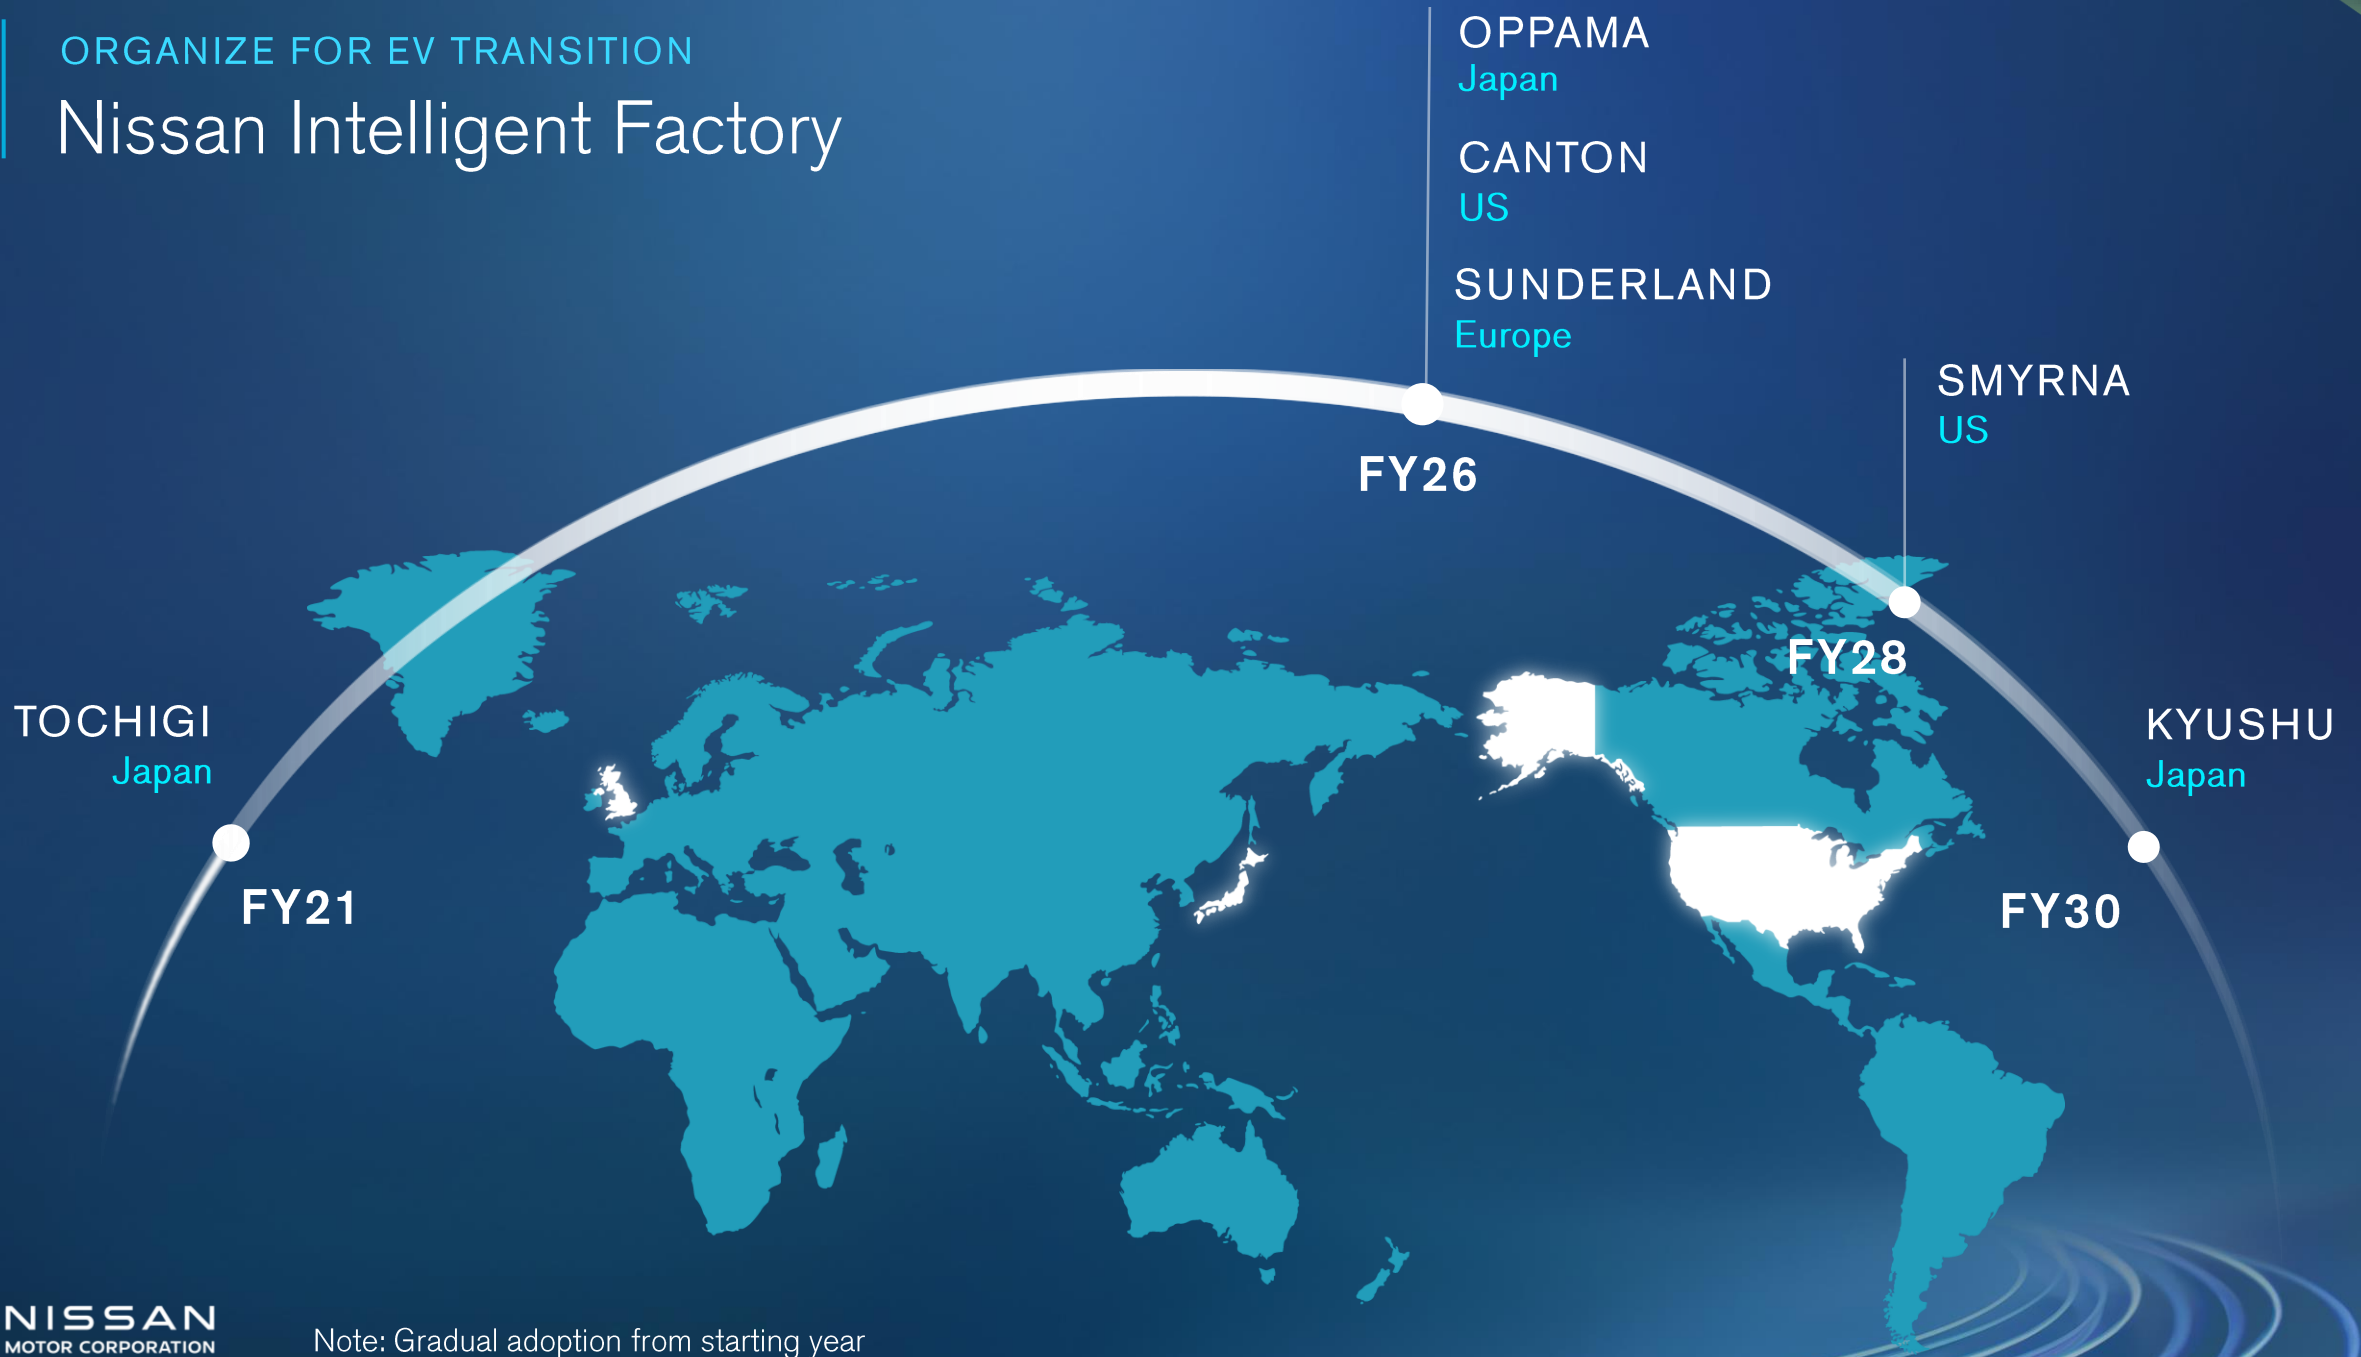 ORGANIZE FOR EV TRANSITION
Nissan Intelligent Factory
OPPAMA
Japan
CANTON
US
SUNDERLAND
Europe
FY26
SMYRNA
US
FY28
TOCHIGI
Japan
FY21
KYUSHU
Japan
FY30
NISSAN
MOTOR CORPORATION
Note: Gradual adoption from starting year